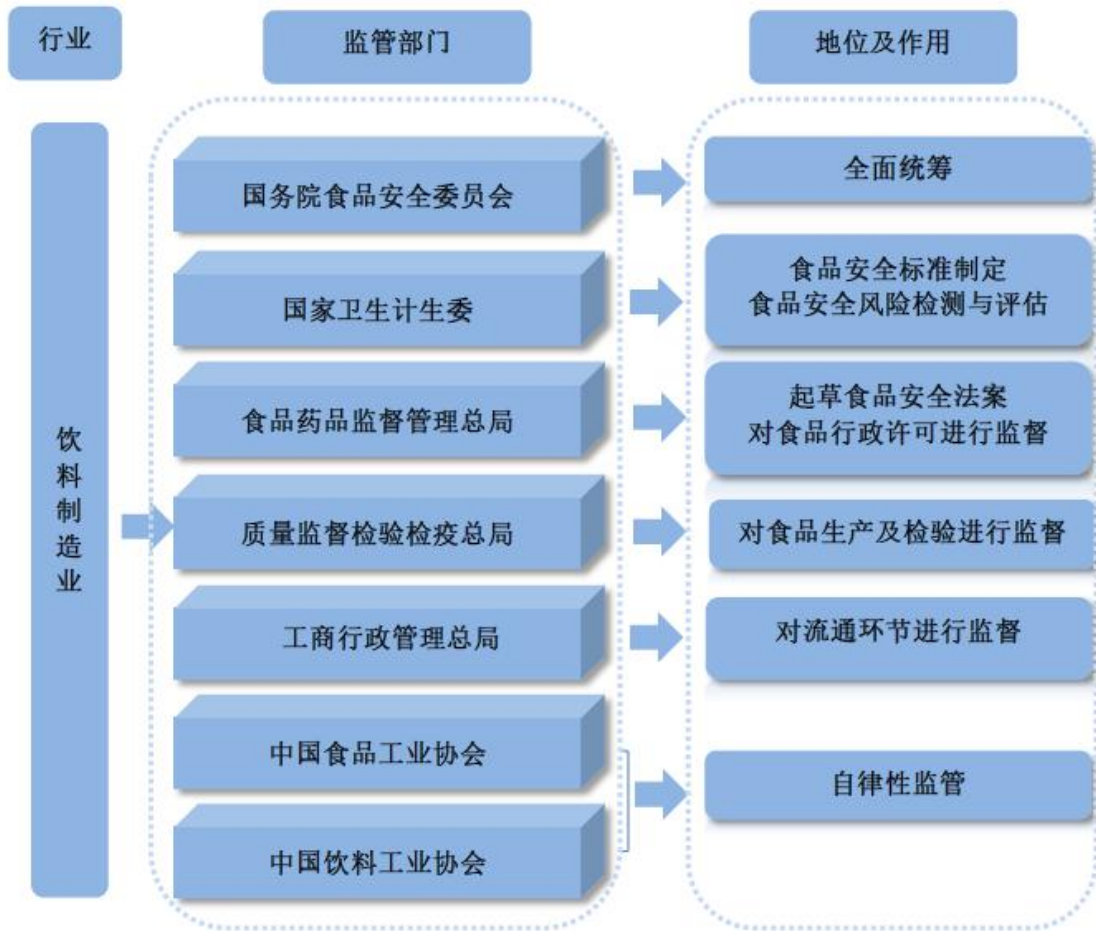 行业
监管部门
地位及作用
饮料制造业
国务院食品安全委员会
全面统筹
国家卫生计生委
食品安全标准制定
食品安全风险检测与评估
食品药品监督管理总局
起草食品安全法案
对食品行政许可进行监督
质量监督检验检疫总局
对食品生产及检验进行监督
工商行政管理总局
对流通环节进行监督
中国食品工业协会
中国饮料工业协会
自律性监管